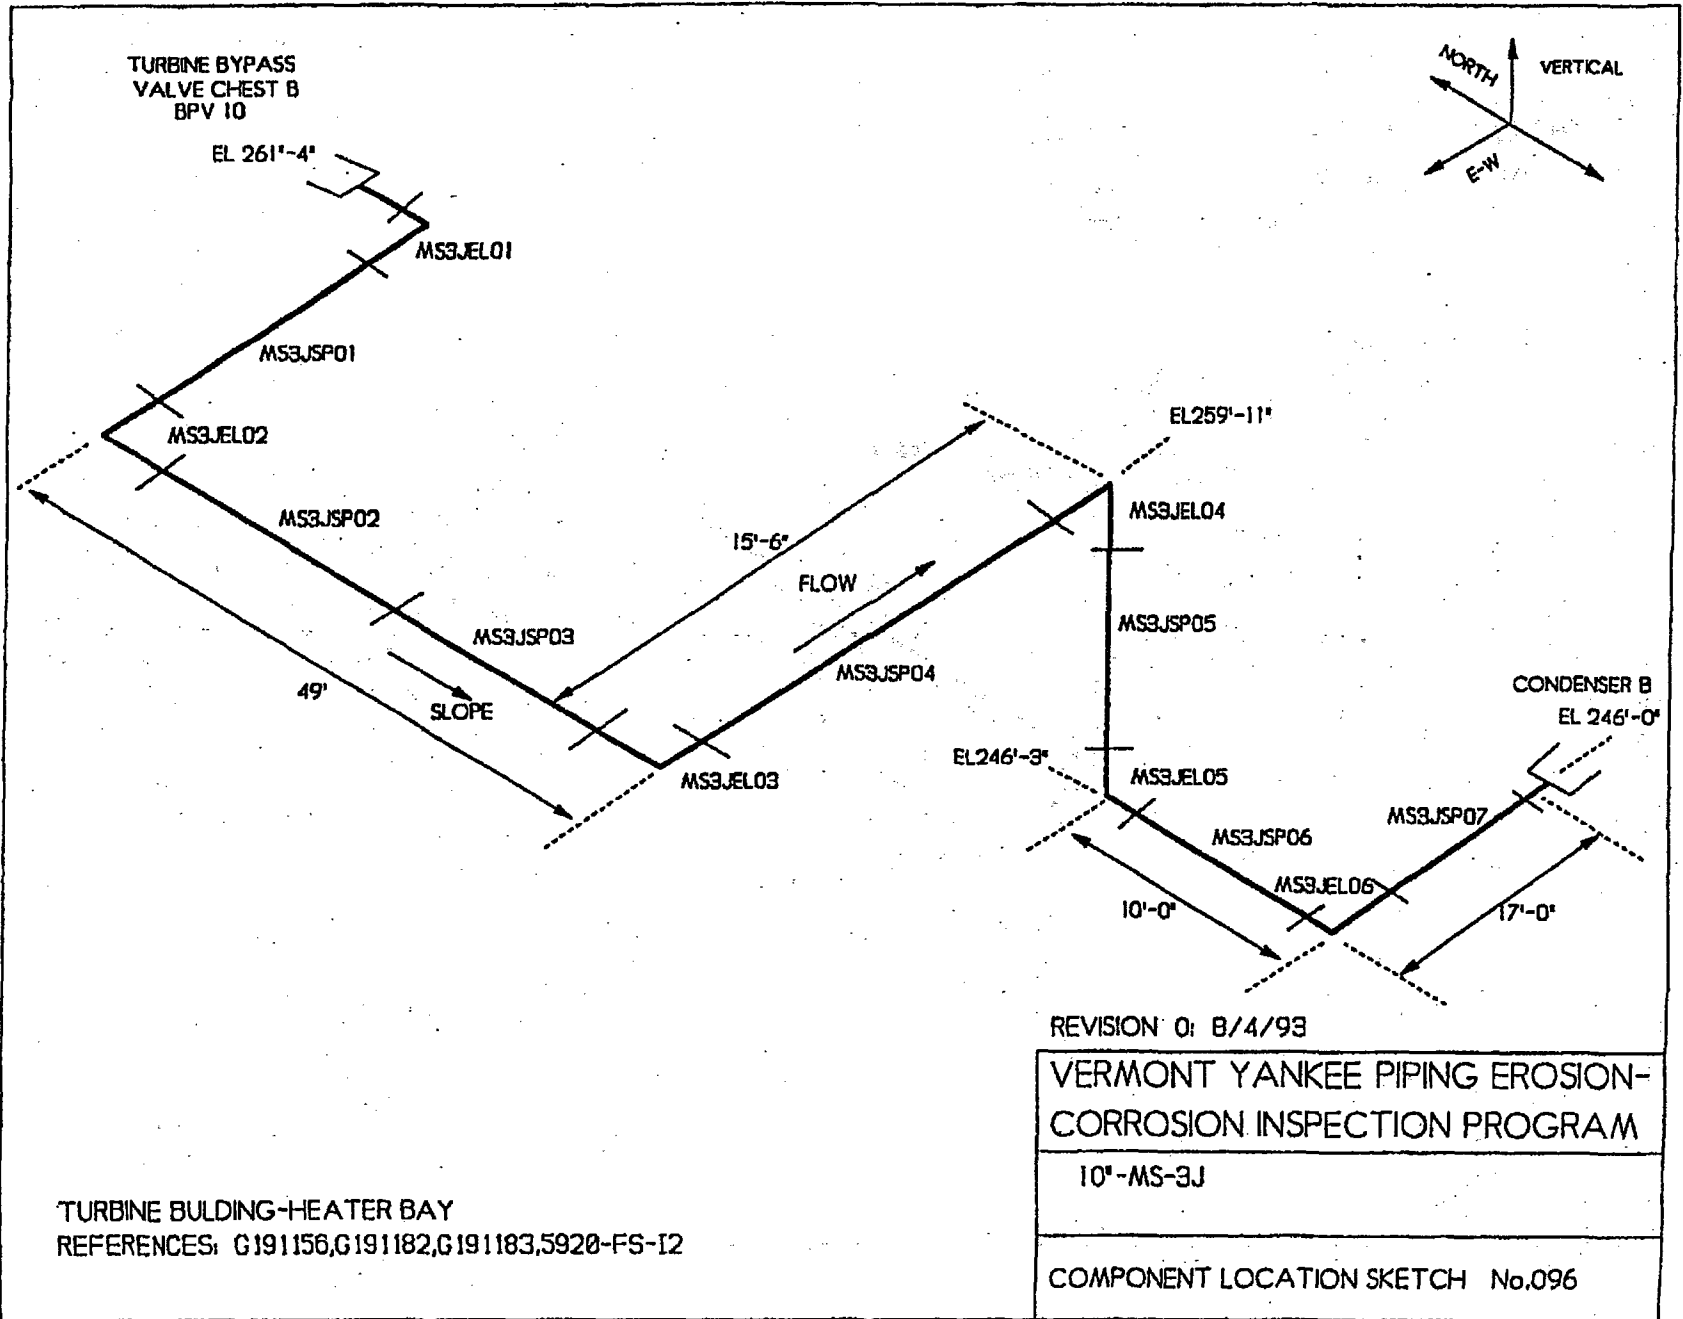 TURBINE BYPASS
VALVE CHEST B
BPV 10
EL 261'-4"
NORTH
VERTICAL
E-W
MS3JEL01
MS3JSP01
MS3JEL02
EL259'-11"
MS3JSP02
MS3JEL04
15'-6"
FLOW
MS3JSP03
MS3JSP05
MS3JSP04
49'
SLOPE
CONDENSER B
EL 246'-0"
EL246'-3"
MS3JEL03
MS3JEL05
MS3JSP06
MS3JSP07
MS3JEL06
10'-0"
17'-0"
REVISION 0: 8/4/93
VERMONT YANKEE PIPING EROSION-
CORROSION INSPECTION PROGRAM
10"-MS-3J
TURBINE BULDING-HEATER BAY
REFERENCES: G191156,G191182,G191183,5920-FS-I2
COMPONENT LOCATION SKETCH No.096